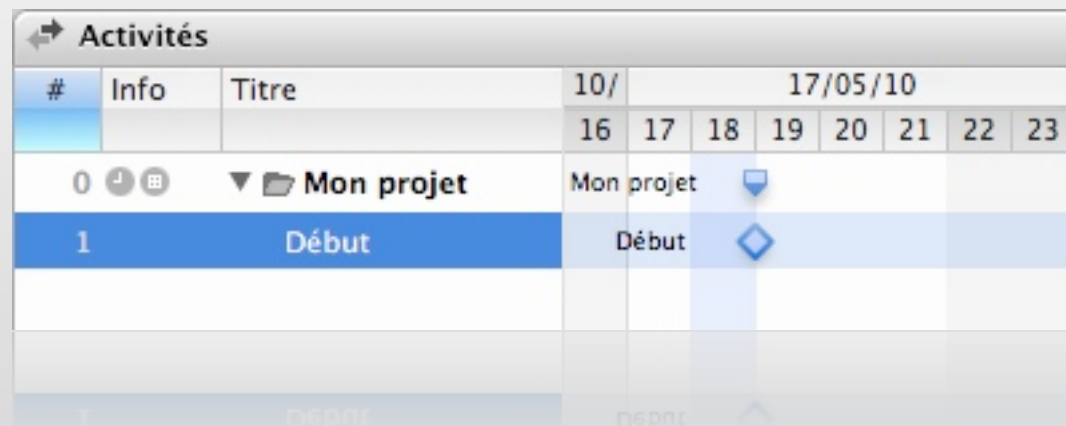 Activités
# Info Titre 10/ 17/05/10
16 17 18 19 20 21 22 23
0 Mon projet Mon projet
1 Début Début